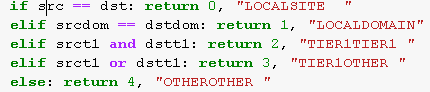 if src == dst: return 0, "LOCALSITE  "
elif srcdom == dstdom: return 1, "LOCALDOMAIN"
elif srct1 and dstt1: return 2, "TIER1TIER1 "
elif srct1 or dstt1: return 3, "TIER1OTHER "
else: return 4, "OTHEROTHER "